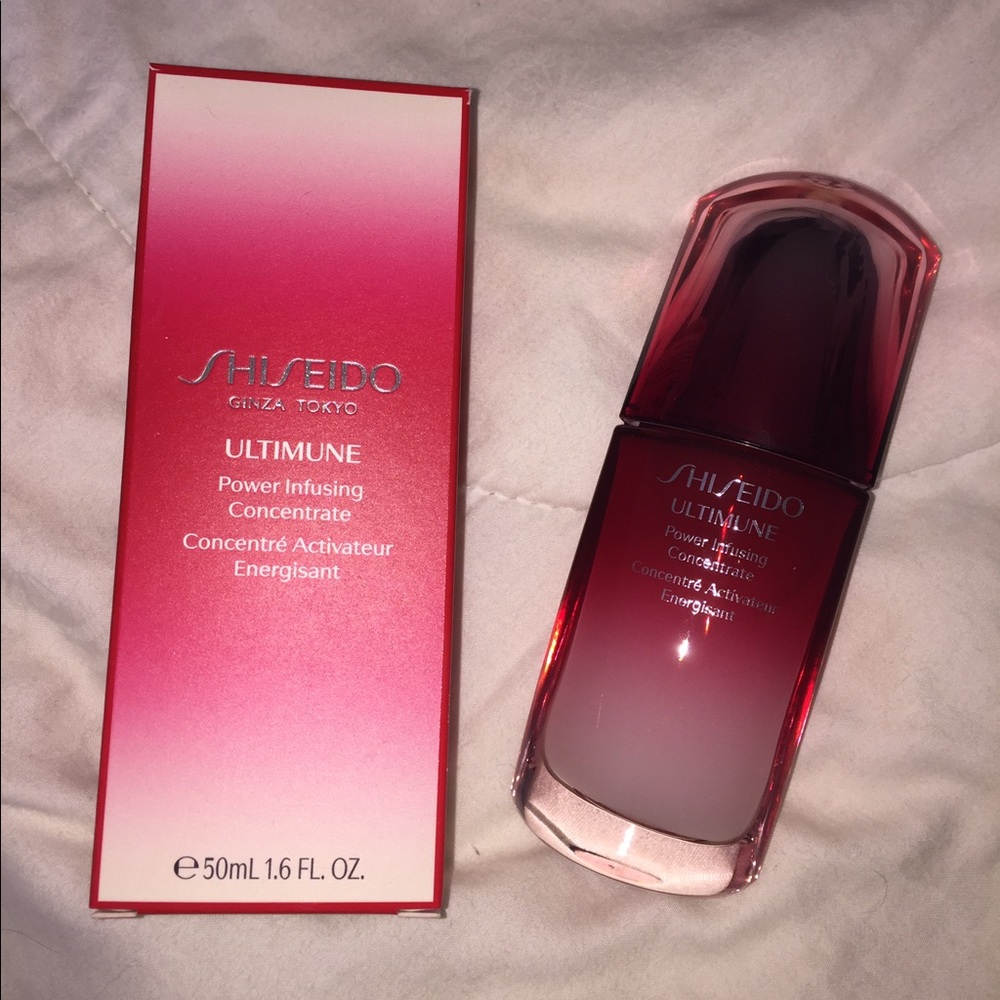 SHISEIDO
GINZA TOKYO
ULTIMUNE
Power Infusing
Concentrate
Concentré Activateur
Energisant
℮50mL 1.6 FL. OZ.
SHISEIDO
ULTIMUNE
Power Infusing
Concentrate
Concentré Activateur
Energisant